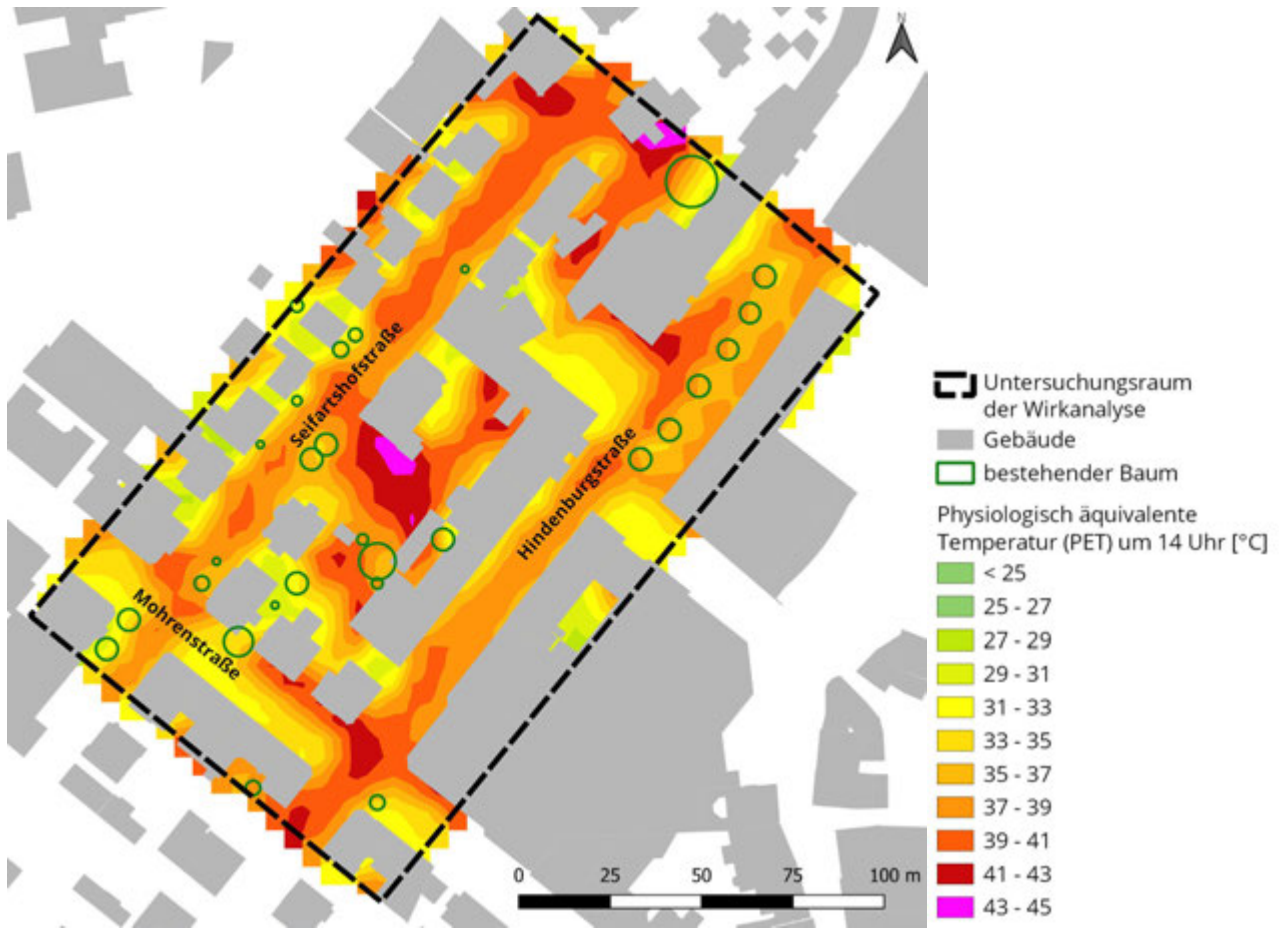 N
Seifartshofstraße
Hindenburgstraße
Mohrenstraße
0 25 50 75 100 m
Untersuchungsraum
der Wirkanalyse
Gebäude
bestehender Baum
Physiologisch äquivalente
Temperatur (PET) um 14 Uhr [°C]
< 25
25 - 27
27 - 29
29 - 31
31 - 33
33 - 35
35 - 37
37 - 39
39 - 41
41 - 43
43 - 45